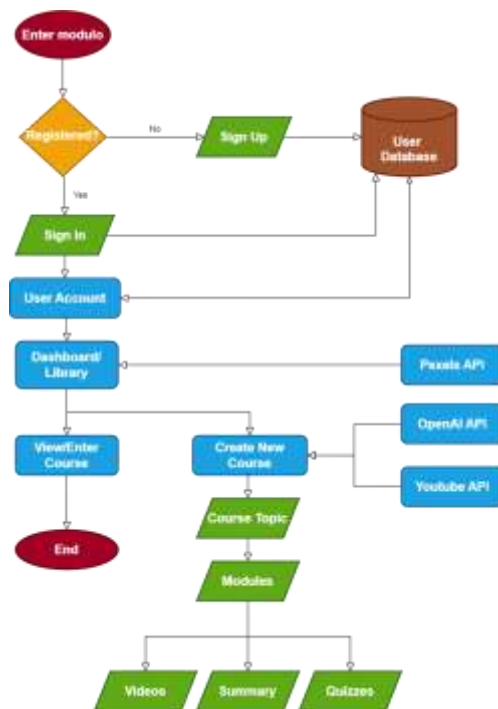 Enter modulo
Registered?
No
Sign Up
User
Database
Yes
Sign In
User Account
Dashboard/
Library
Pexels API
OpenAI API
View/Enter
Course
Create New
Course
Youtube API
Course Topic
End
Modules
Videos
Summary
Quizzes